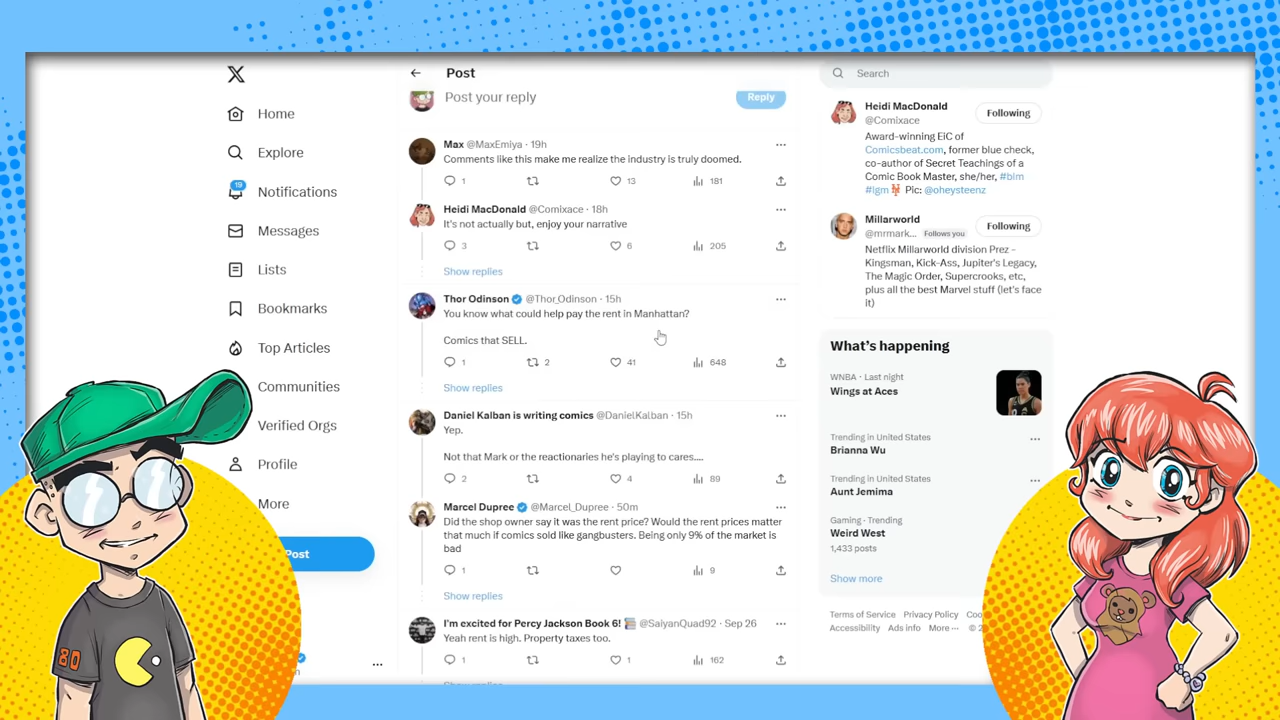 Home
Explore
19
Notifications
Messages
Lists
Bookmarks
Top Articles
Communities
Verified Orgs
Profile
More
Post
80
Post
Post your reply
Reply
Max @MaxEmiya · 19h
Comments like this make me realize the industry is truly doomed.
1 13 181
Heidi MacDonald @Comixace · 18h
It's not actually but, enjoy your narrative
3 6 205
Show replies
Thor Odinson @Thor_Odinson · 15h
You know what could help pay the rent in Manhattan?
Comics that SELL.
1 2 41 648
Show replies
Daniel Kalban is writing comics @DanielKalban · 15h
Yep.
Not that Mark or the reactionaries he's playing to cares....
2 4 89
Marcel Dupree @Marcel_Dupree · 50m
Did the shop owner say it was the rent price? Would the rent prices matter
that much if comics sold like gangbusters. Being only 9% of the market is
bad
1 9
Show replies
I'm excited for Percy Jackson Book 6! @SaiyanQuad92 · Sep 26
Yeah rent is high. Property taxes too.
1 1 162
Search
Heidi MacDonald
@Comixace
Following
Award-winning EiC of
Comicsbeat.com, former blue check,
co-author of Secret Teachings of a
Comic Book Master, she/her, #blm
#lgm Pic: @oheysteenz
Millarworld
@mrmark... Follows you
Following
Netflix Millarworld division Prez -
Kingsman, Kick-Ass, Jupiter's Legacy,
The Magic Order, Supercrooks, etc,
plus all the best Marvel stuff (let's face
it)
What's happening
WNBA · Last night
Wings at Aces
Trending in United States
Brianna Wu
Trending in United States
Aunt Jemima
Gaming · Trending
Weird West
1,433 posts
Show more
Terms of Service Privacy Policy
Accessibility Ads info More ···